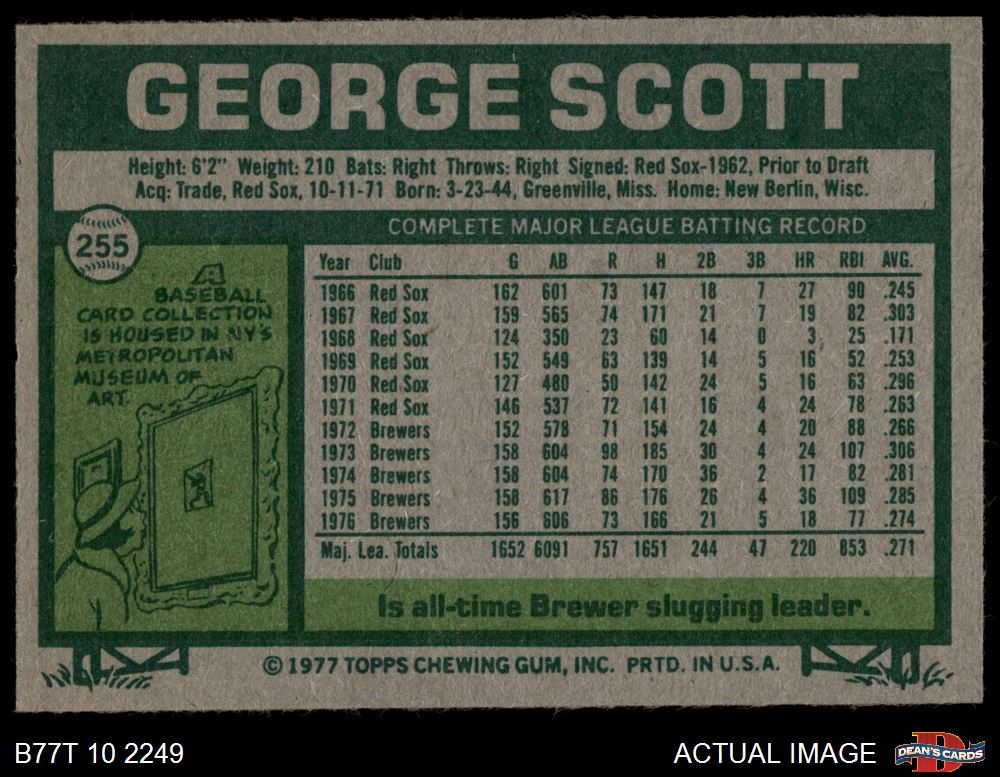 GEORGE SCOTT
Height: 6'2" Weight: 210 Bats: Right Throws: Right Signed: Red Sox-1962, Prior to Draft
Acq: Trade, Red Sox, 10-11-71 Born: 3-23-44, Greenville, Miss. Home: New Berlin, Wisc.
255
A
BASEBALL
CARD COLLECTION
IS HOUSED IN NY'S
METROPOLITAN
MUSEUM OF
ART.
COMPLETE MAJOR LEAGUE BATTING RECORD
Year Club G AB R H 2B 3B HR RBI AVG.
1966 Red Sox 162 601 73 147 18 7 27 90 .245
1967 Red Sox 159 565 74 171 21 7 19 82 .303
1968 Red Sox 124 350 23 60 14 0 3 25 .171
1969 Red Sox 152 549 63 139 14 5 16 52 .253
1970 Red Sox 127 480 50 142 24 5 16 63 .296
1971 Red Sox 146 537 72 141 16 4 24 78 .263
1972 Brewers 152 578 71 154 24 4 20 88 .266
1973 Brewers 158 604 98 185 30 4 24 107 .306
1974 Brewers 158 604 74 170 36 2 17 82 .281
1975 Brewers 158 617 86 176 26 4 36 109 .285
1976 Brewers 156 606 73 166 21 5 18 77 .274
Maj. Lea. Totals 1652 6091 757 1651 244 47 220 853 .271
Is all-time Brewer slugging leader.
© 1977 TOPPS CHEWING GUM, INC. PRTD. IN U.S.A.
B77T 10 2249
ACTUAL IMAGE
D
DEAN'S CARDS